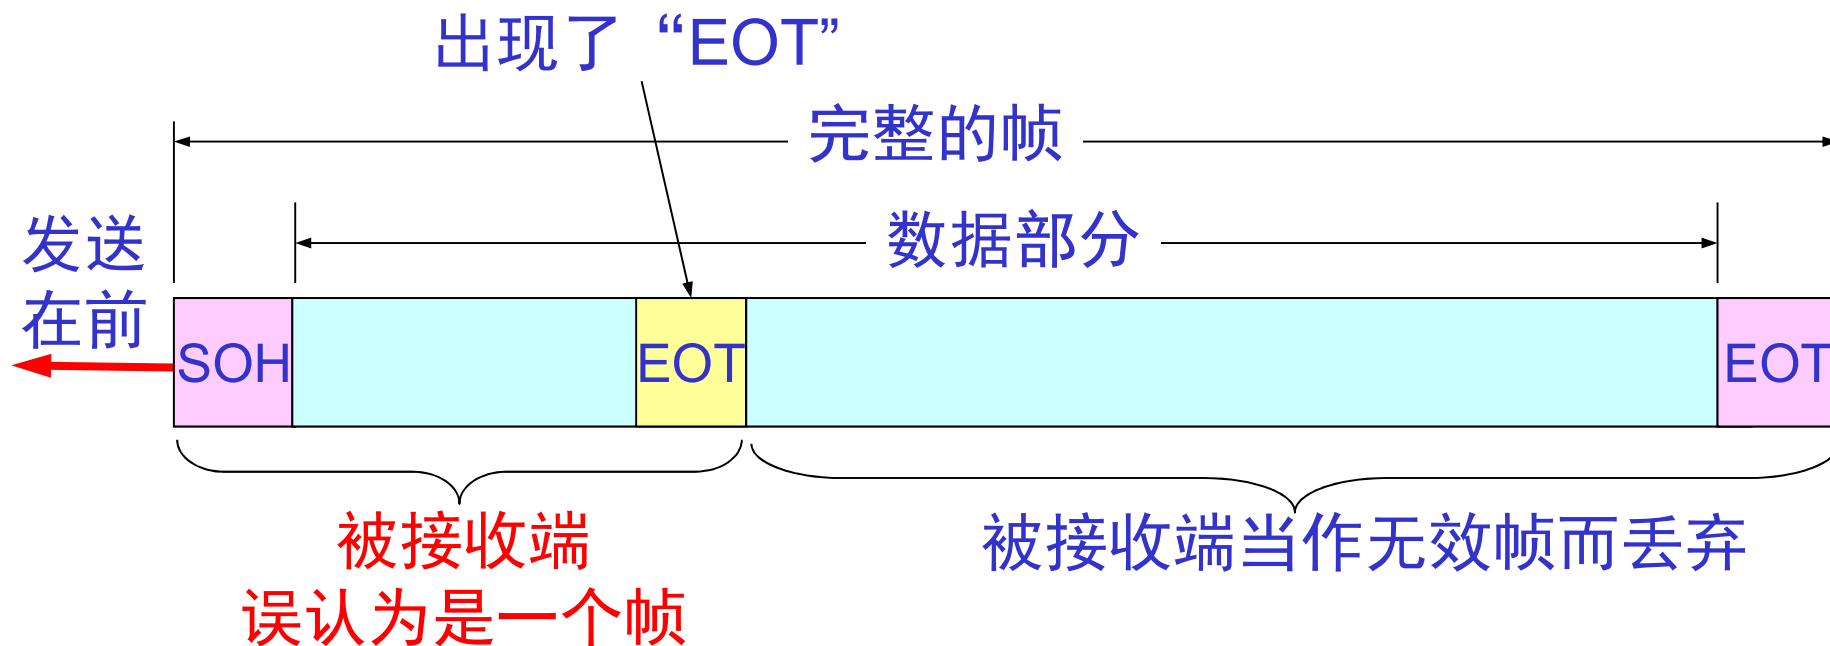 出现了“EOT”
完整的帧
数据部分
发送
在前
SOH
EOT
EOT
被接收端
误认为是一个帧
被接收端当作无效帧而丢弃